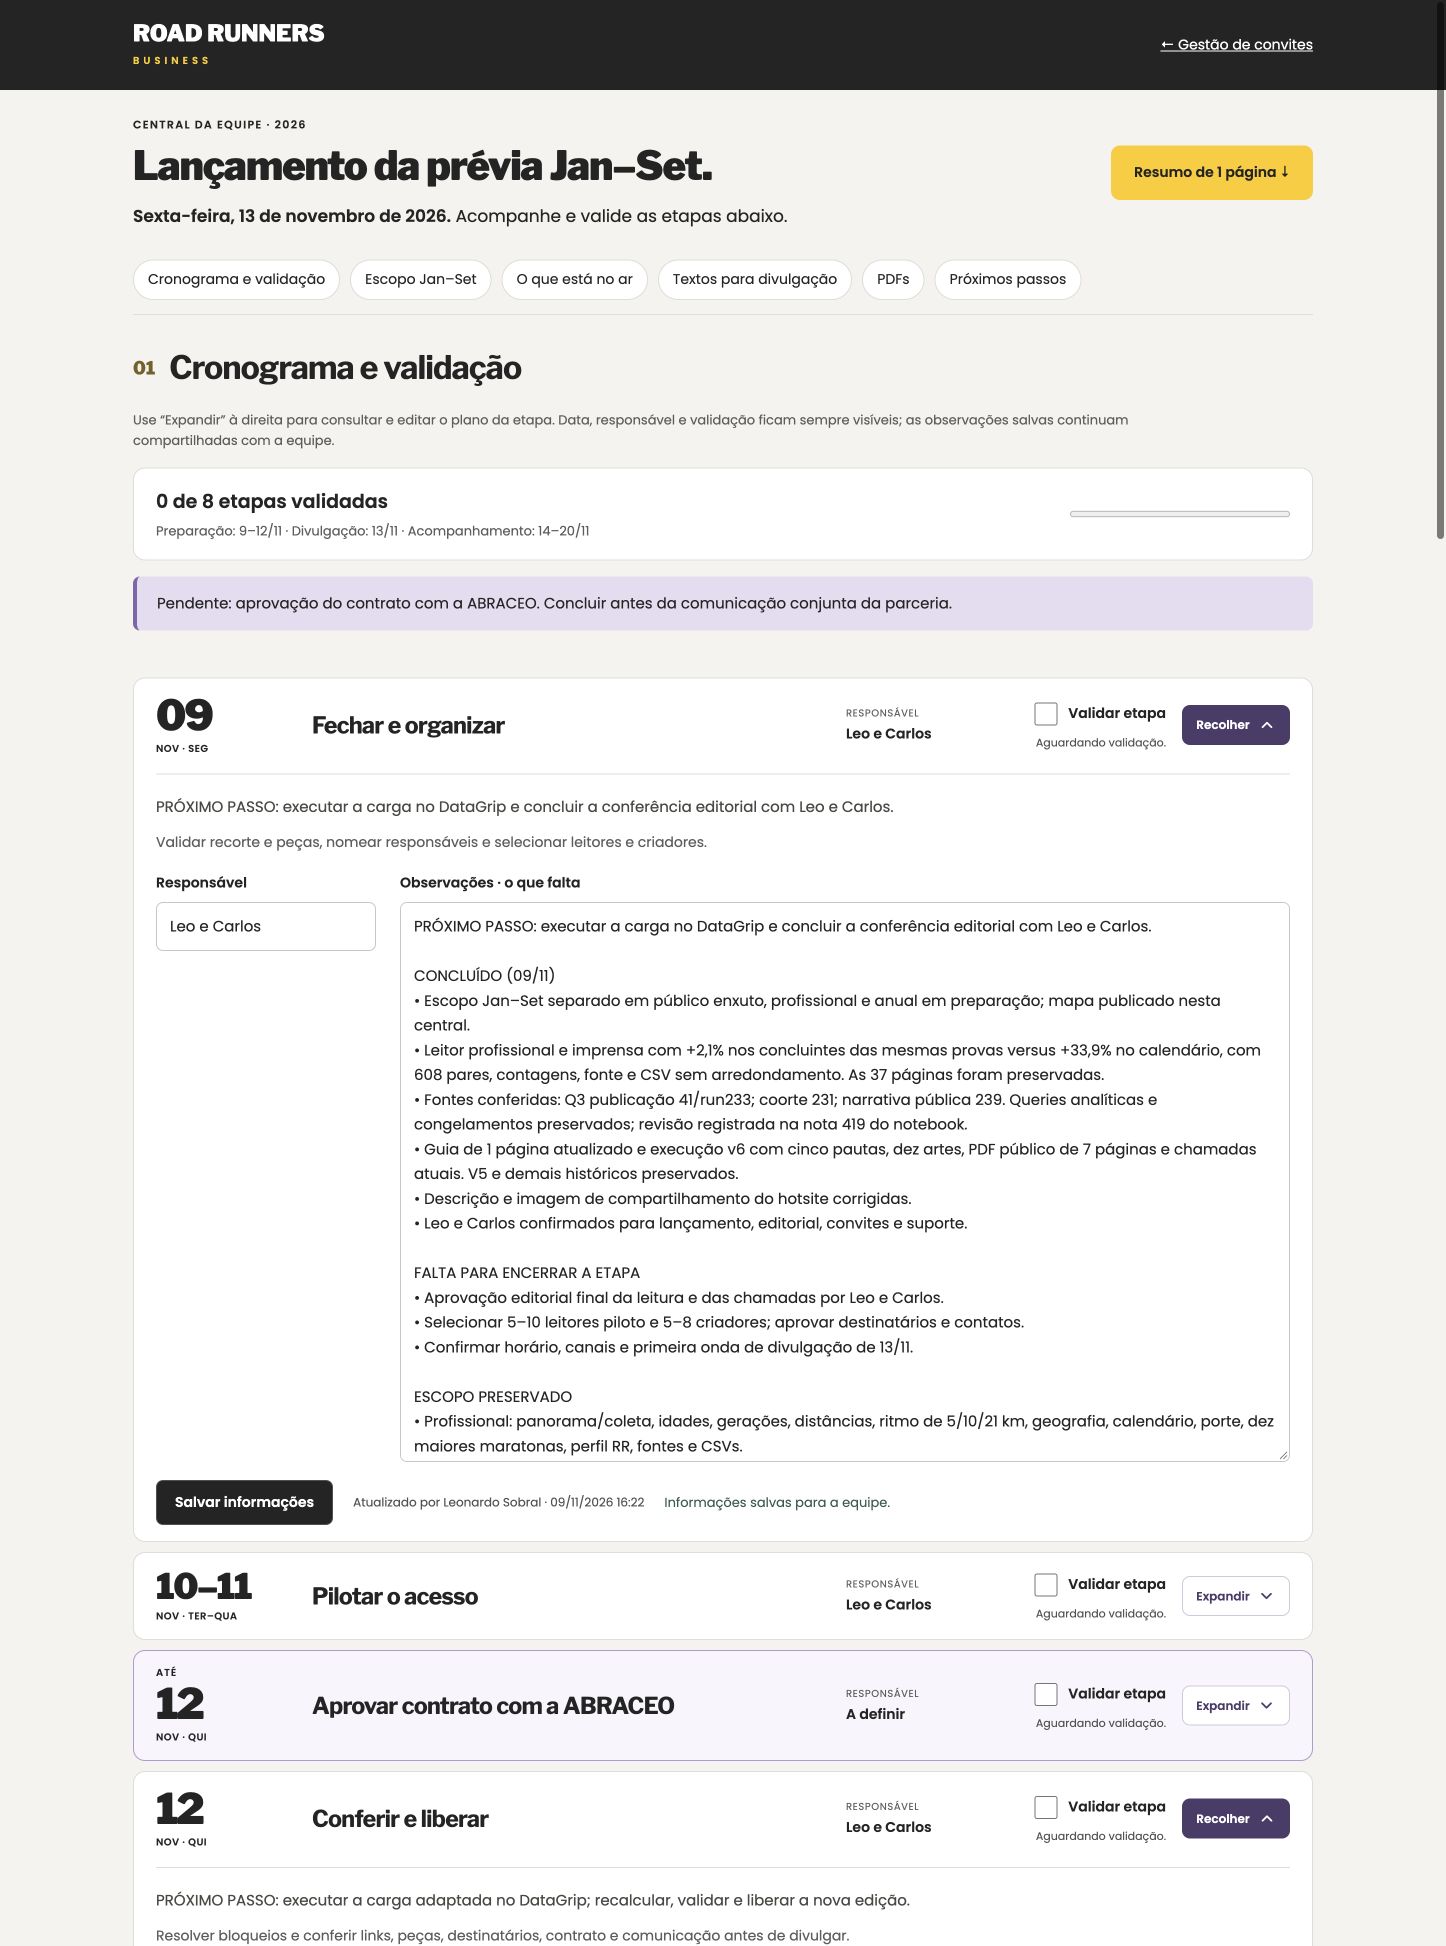 ROAD RUNNERS
BUSINESS
← Gestão de convites
CENTRAL DA EQUIPE · 2026
Lançamento da prévia Jan–Set.
Resumo de 1 página ↓
Sexta-feira, 13 de novembro de 2026. Acompanhe e valide as etapas abaixo.
Cronograma e validação
Escopo Jan–Set
O que está no ar
Textos para divulgação
PDFs
Próximos passos
01 Cronograma e validação
Use “Expandir” à direita para consultar e editar o plano da etapa. Data, responsável e validação ficam sempre visíveis; as observações salvas continuam
compartilhadas com a equipe.
0 de 8 etapas validadas
Preparação: 9–12/11 · Divulgação: 13/11 · Acompanhamento: 14–20/11
Pendente: aprovação do contrato com a ABRACEO. Concluir antes da comunicação conjunta da parceria.
09
NOV · SEG
Fechar e organizar
RESPONSÁVEL
Leo e Carlos
Validar etapa
Aguardando validação.
Recolher
PRÓXIMO PASSO: executar a carga no DataGrip e concluir a conferência editorial com Leo e Carlos.
Validar recorte e peças, nomear responsáveis e selecionar leitores e criadores.
Responsável
Leo e Carlos
Observações · o que falta
PRÓXIMO PASSO: executar a carga no DataGrip e concluir a conferência editorial com Leo e Carlos.
CONCLUÍDO (09/11)
• Escopo Jan–Set separado em público enxuto, profissional e anual em preparação; mapa publicado nesta
central.
• Leitor profissional e imprensa com +2,1% nos concluintes das mesmas provas versus +33,9% no calendário, com
608 pares, contagens, fonte e CSV sem arredondamento. As 37 páginas foram preservadas.
• Fontes conferidas: Q3 publicação 41/run233; coorte 231; narrativa pública 239. Queries analíticas e
congelamentos preservados; revisão registrada na nota 419 do notebook.
• Guia de 1 página atualizado e execução v6 com cinco pautas, dez artes, PDF público de 7 páginas e chamadas
atuais. V5 e demais históricos preservados.
• Descrição e imagem de compartilhamento do hotsite corrigidas.
• Leo e Carlos confirmados para lançamento, editorial, convites e suporte.
FALTA PARA ENCERRAR A ETAPA
• Aprovação editorial final da leitura e das chamadas por Leo e Carlos.
• Selecionar 5–10 leitores piloto e 5–8 criadores; aprovar destinatários e contatos.
• Confirmar horário, canais e primeira onda de divulgação de 13/11.
ESCOPO PRESERVADO
• Profissional: panorama/coleta, idades, gerações, distâncias, ritmo de 5/10/21 km, geografia, calendário, porte, dez
maiores maratonas, perfil RR, fontes e CSVs.
Salvar informações
Atualizado por Leonardo Sobral · 09/11/2026 16:22
Informações salvas para a equipe.
10–11
NOV · TER–QUA
Pilotar o acesso
RESPONSÁVEL
Leo e Carlos
Validar etapa
Aguardando validação.
Expandir
ATÉ
12
NOV · QUI
Aprovar contrato com a ABRACEO
RESPONSÁVEL
A definir
Validar etapa
Aguardando validação.
Expandir
12
NOV · QUI
Conferir e liberar
RESPONSÁVEL
Leo e Carlos
Validar etapa
Aguardando validação.
Recolher
PRÓXIMO PASSO: executar a carga adaptada no DataGrip; recalcular, validar e liberar a nova edição.
Resolver bloqueios e conferir links, peças, destinatários, contrato e comunicação antes de divulgar.